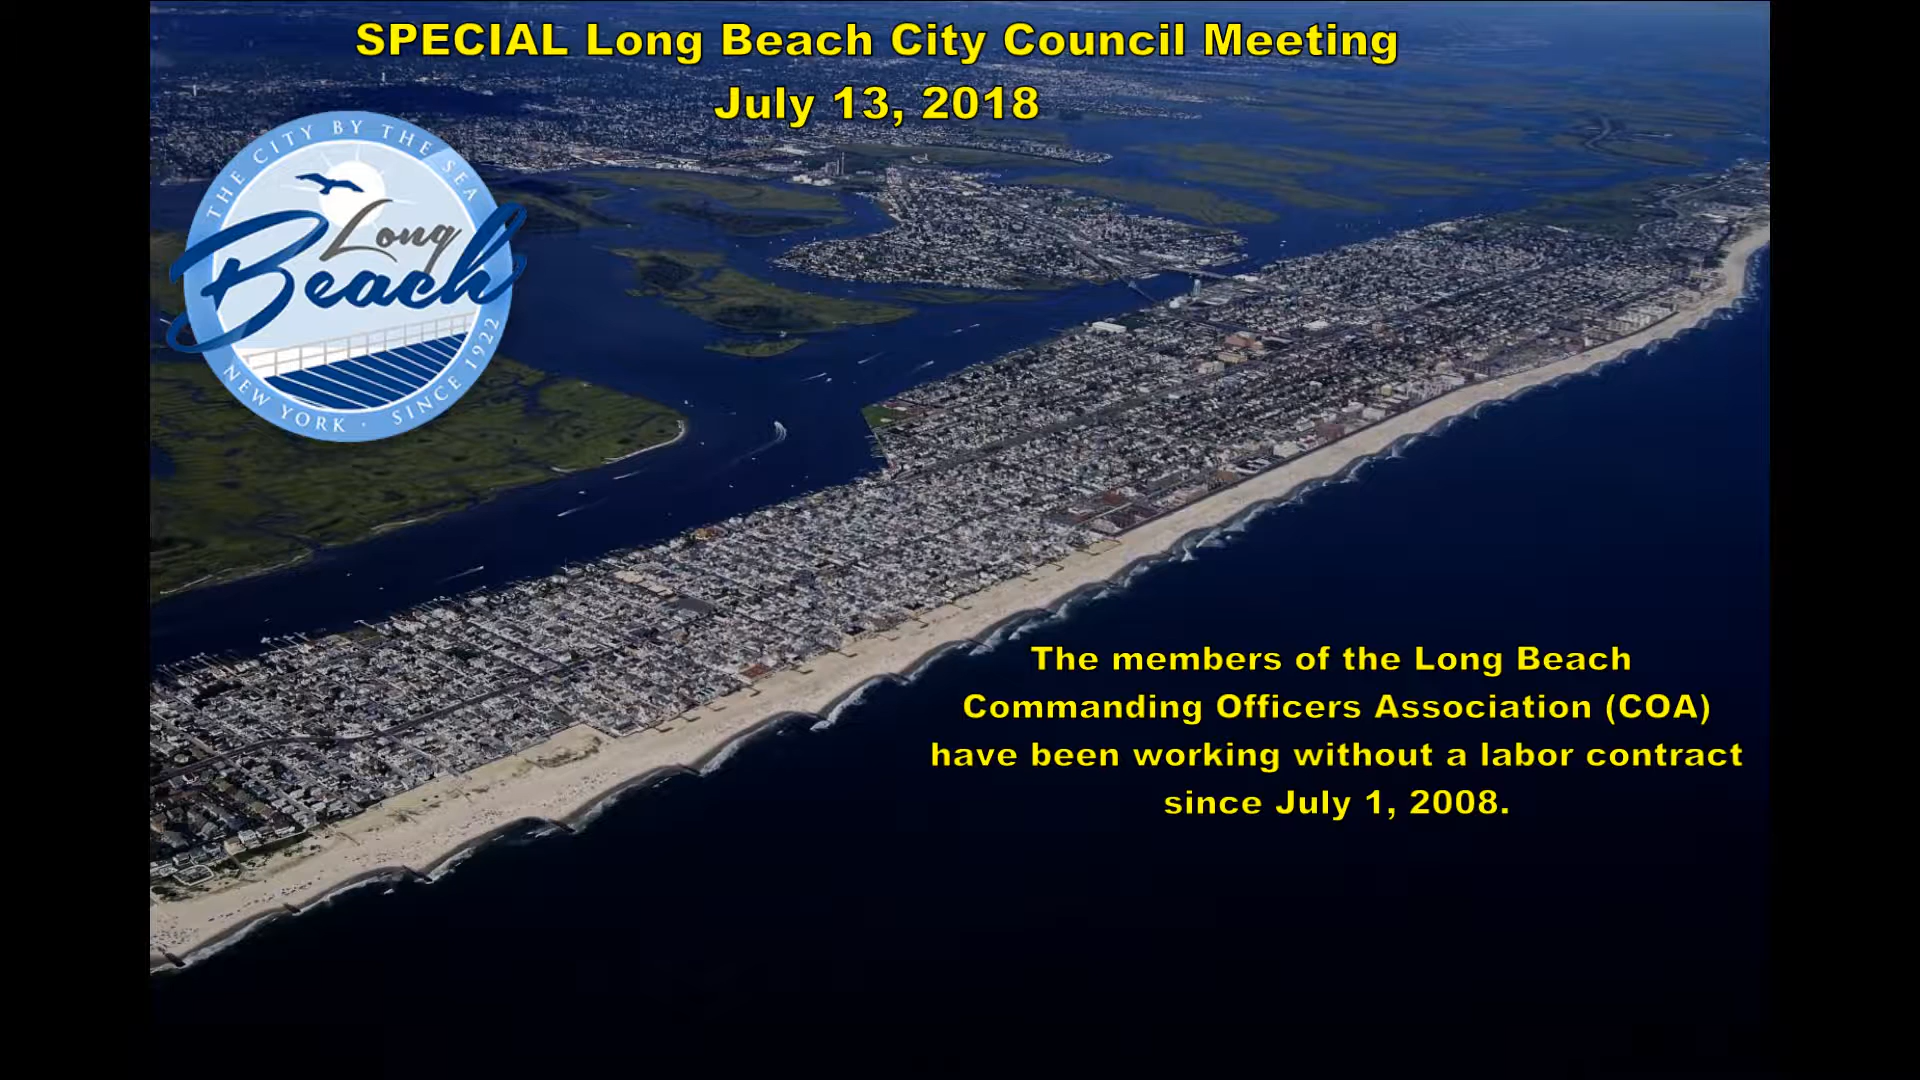 SPECIAL Long Beach City Council Meeting
July 13, 2018
THE CITY BY THE SEA
Long
Beach
NEW YORK · SINCE 1922
The members of the Long Beach
Commanding Officers Association (COA)
have been working without a labor contract
since July 1, 2008.